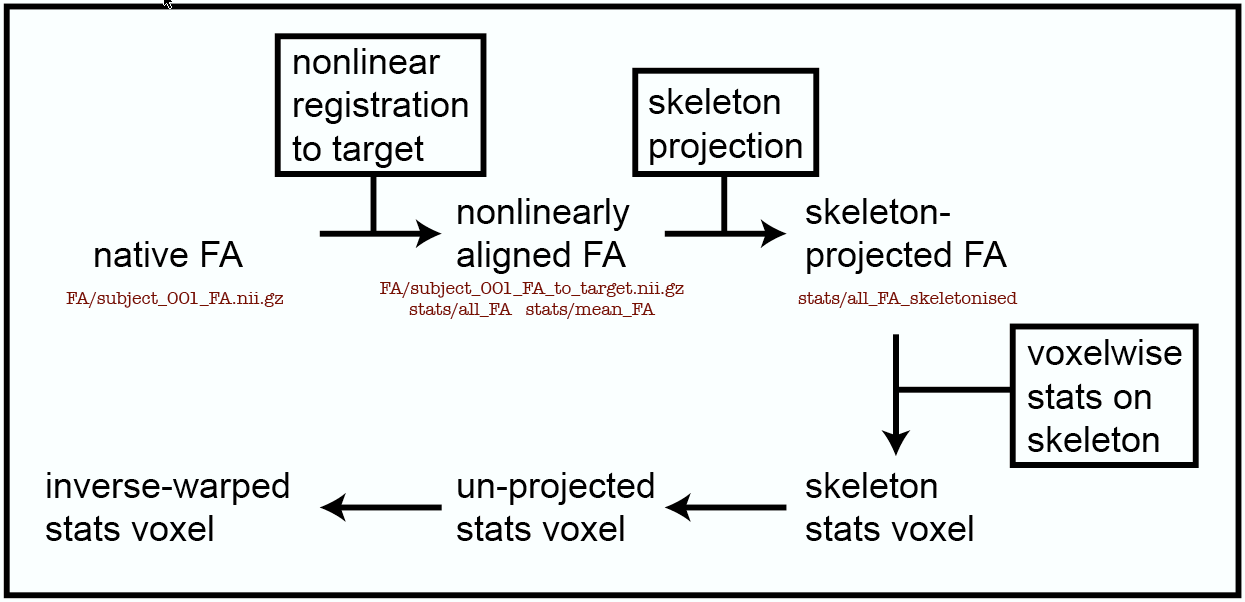 nonlinear
registration
to target
skeleton
projection
native FA
FA/subject_001_FA.nii.gz
nonlinearly
aligned FA
FA/subject_001_FA_to_target.nii.gz
stats/all_FA stats/mean_FA
skeleton-
projected FA
stats/all_FA_skeletonised
voxelwise
stats on
skeleton
inverse-warped
stats voxel
un-projected
stats voxel
skeleton
stats voxel